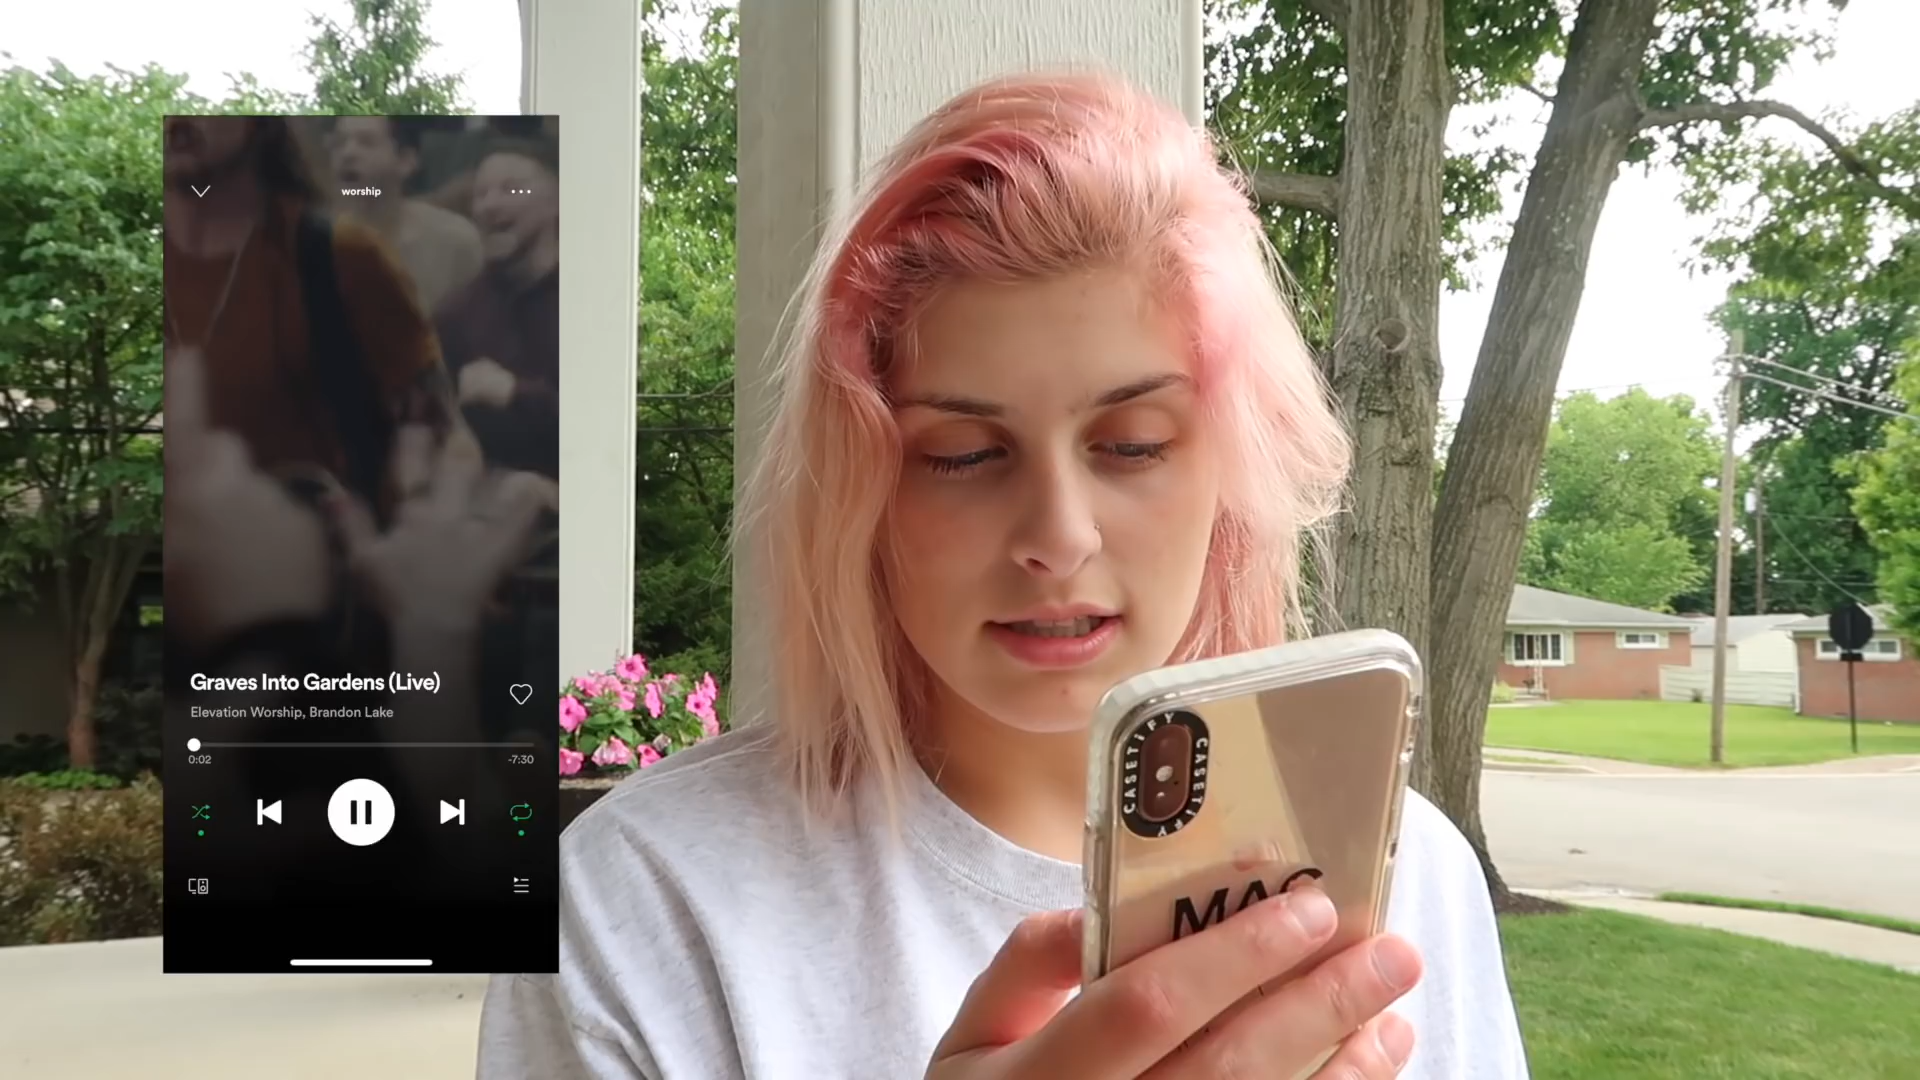 worship
Graves Into Gardens (Live)
Elevation Worship, Brandon Lake
0:02
-7:30
CASETiFY
CASETiFY
MAC